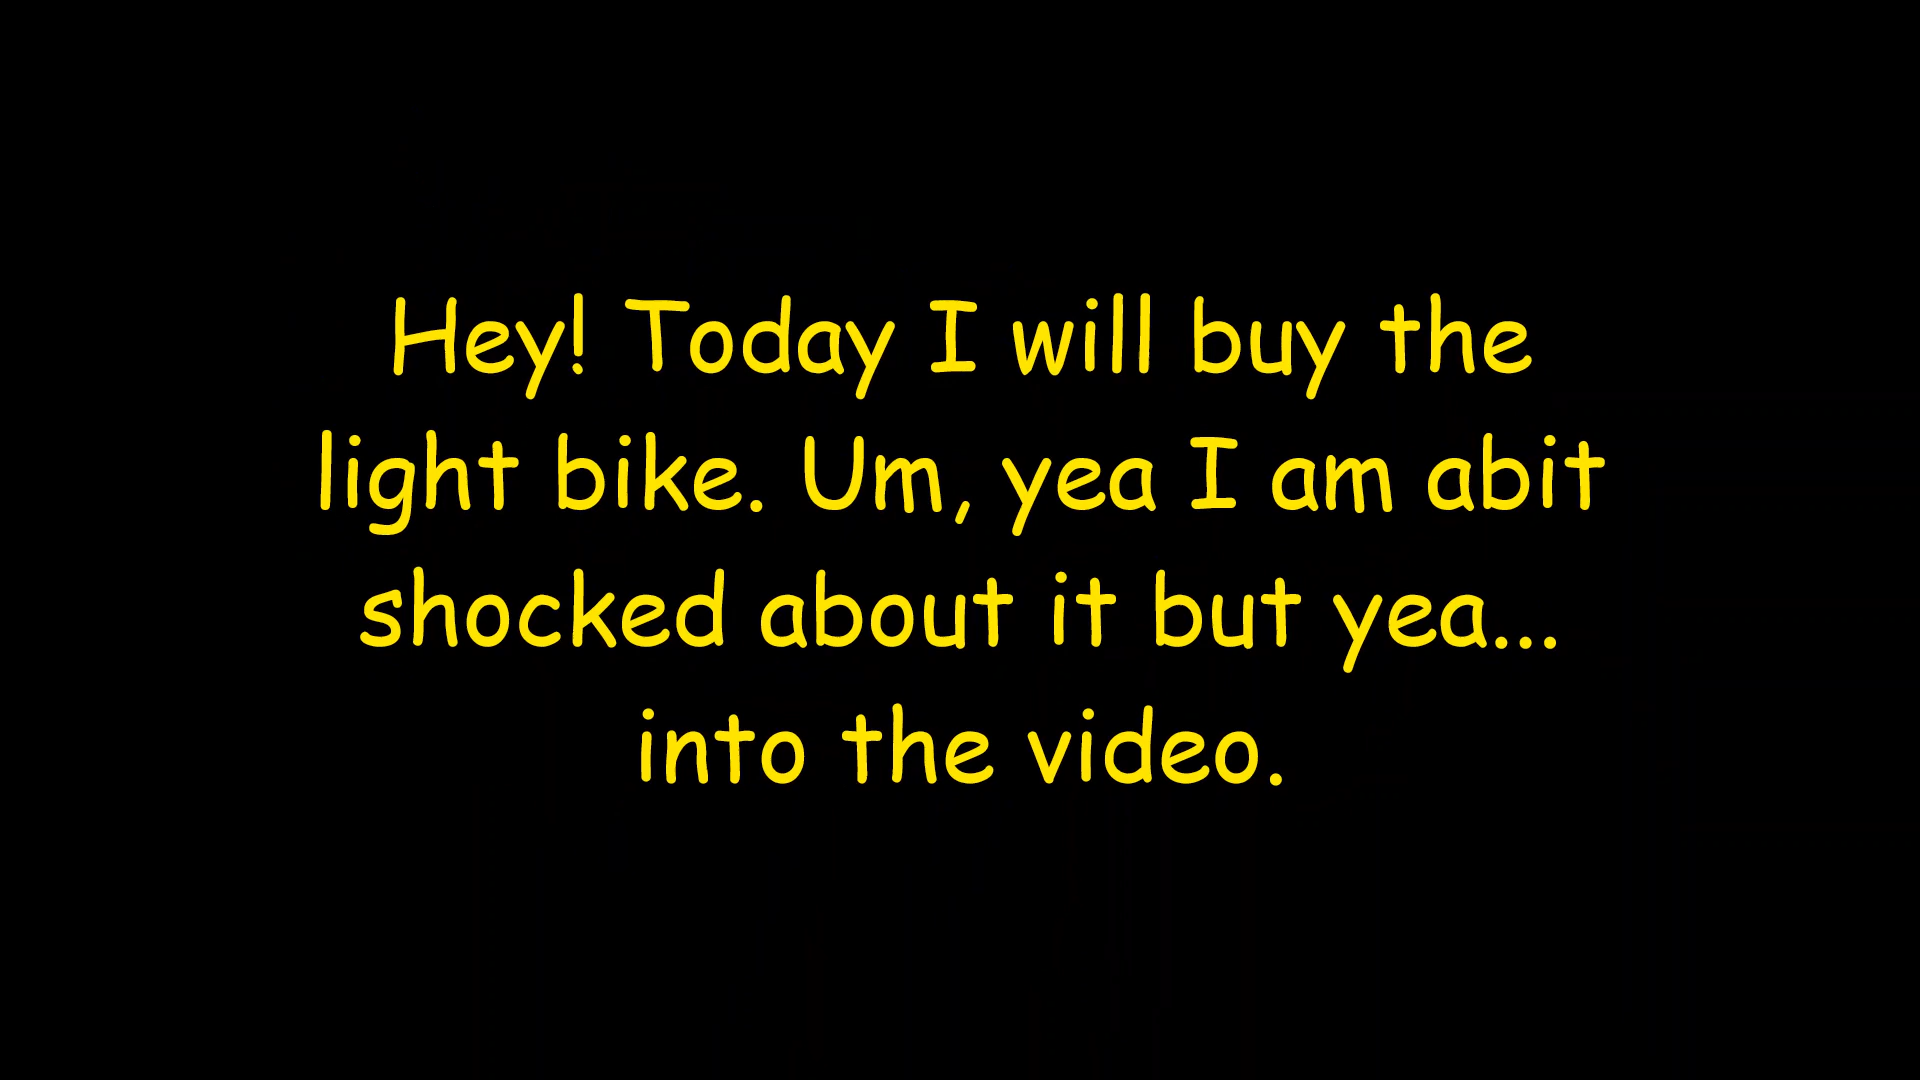 Hey! Today I will buy the
light bike. Um, yea I am abit
shocked about it but yea...
into the video.